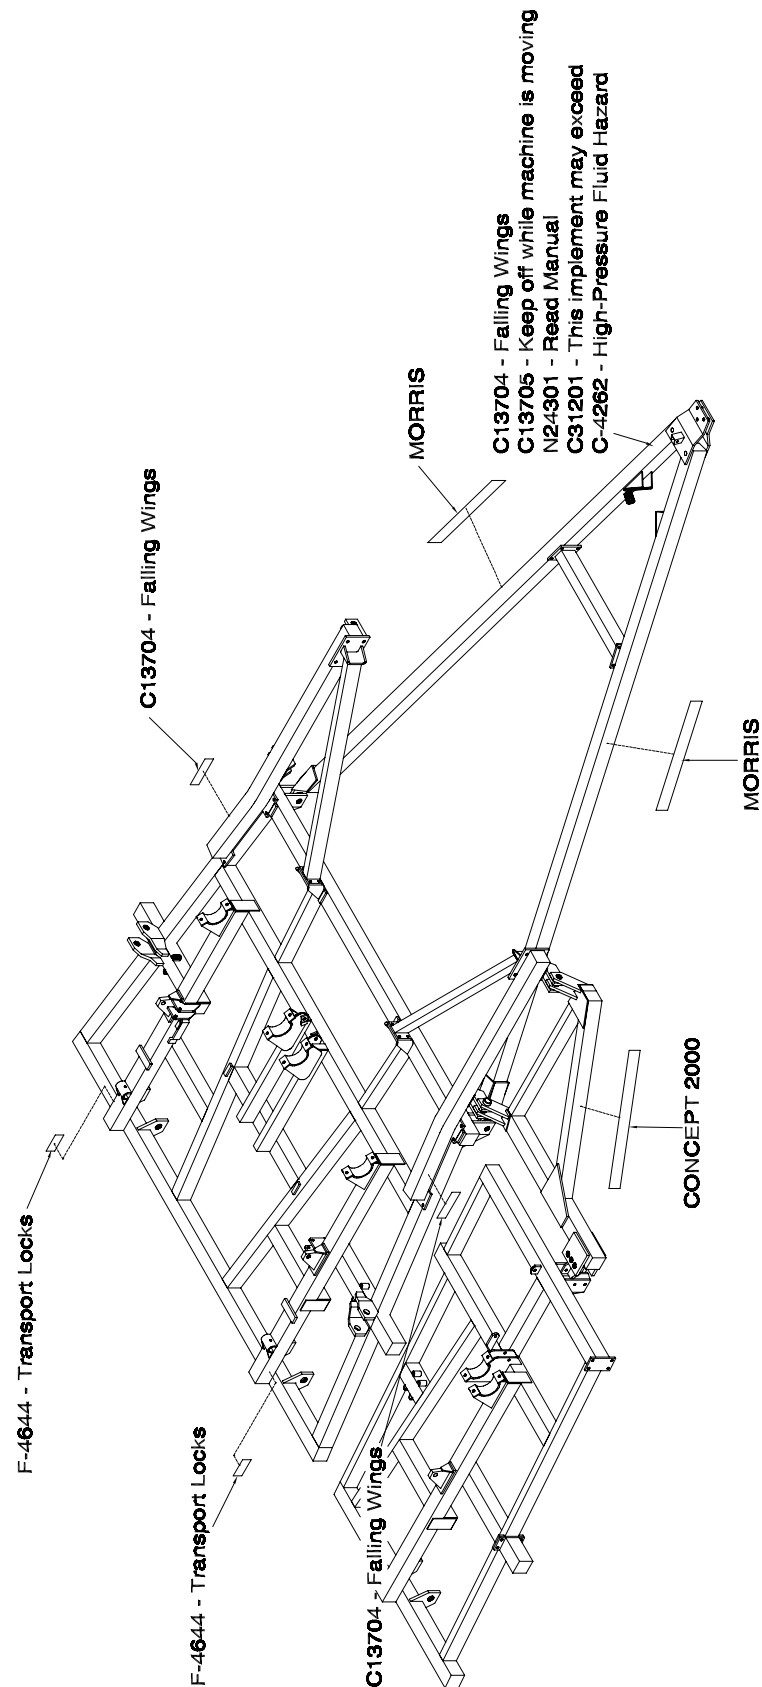 F-4644 - Transport Locks
F-4644 - Transport Locks
C13704 - Falling Wings
C13704 - Falling Wings
MORRIS
C13704 - Falling Wings
C13705 - Keep off while machine is moving
N24301 - Read Manual
C31201 - This implement may exceed
C-4262 - High-Pressure Fluid Hazard
CONCEPT 2000
MORRIS